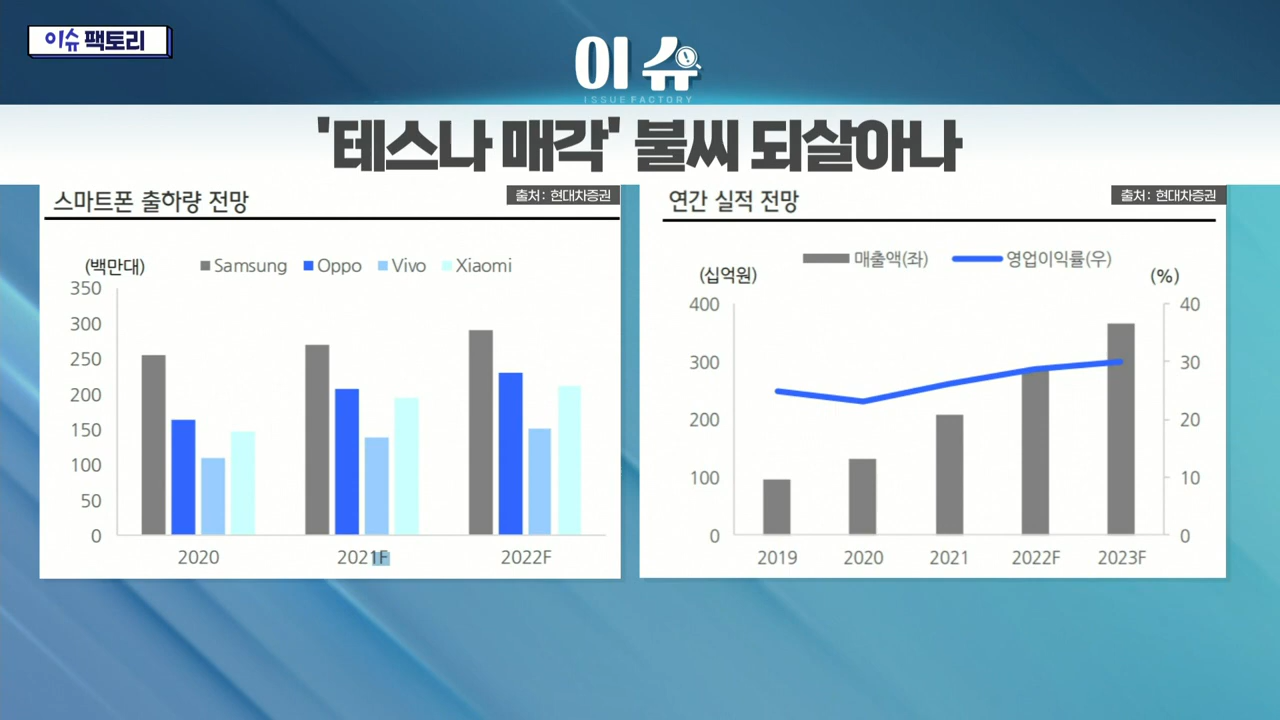 이슈 팩토리
이슈
ISSUE FACTORY
'테스나 매각' 불씨 되살아나
스마트폰 출하량 전망
출처: 현대차증권
(백만대)
Samsung Oppo Vivo Xiaomi
350
300
250
200
150
100
50
0
2020 2021F 2022F
연간 실적 전망
출처: 현대차증권
(십억원)
매출액(좌) 영업이익률(우)
(%)
400 40
300 30
200 20
100 10
0 0
2019 2020 2021 2022F 2023F